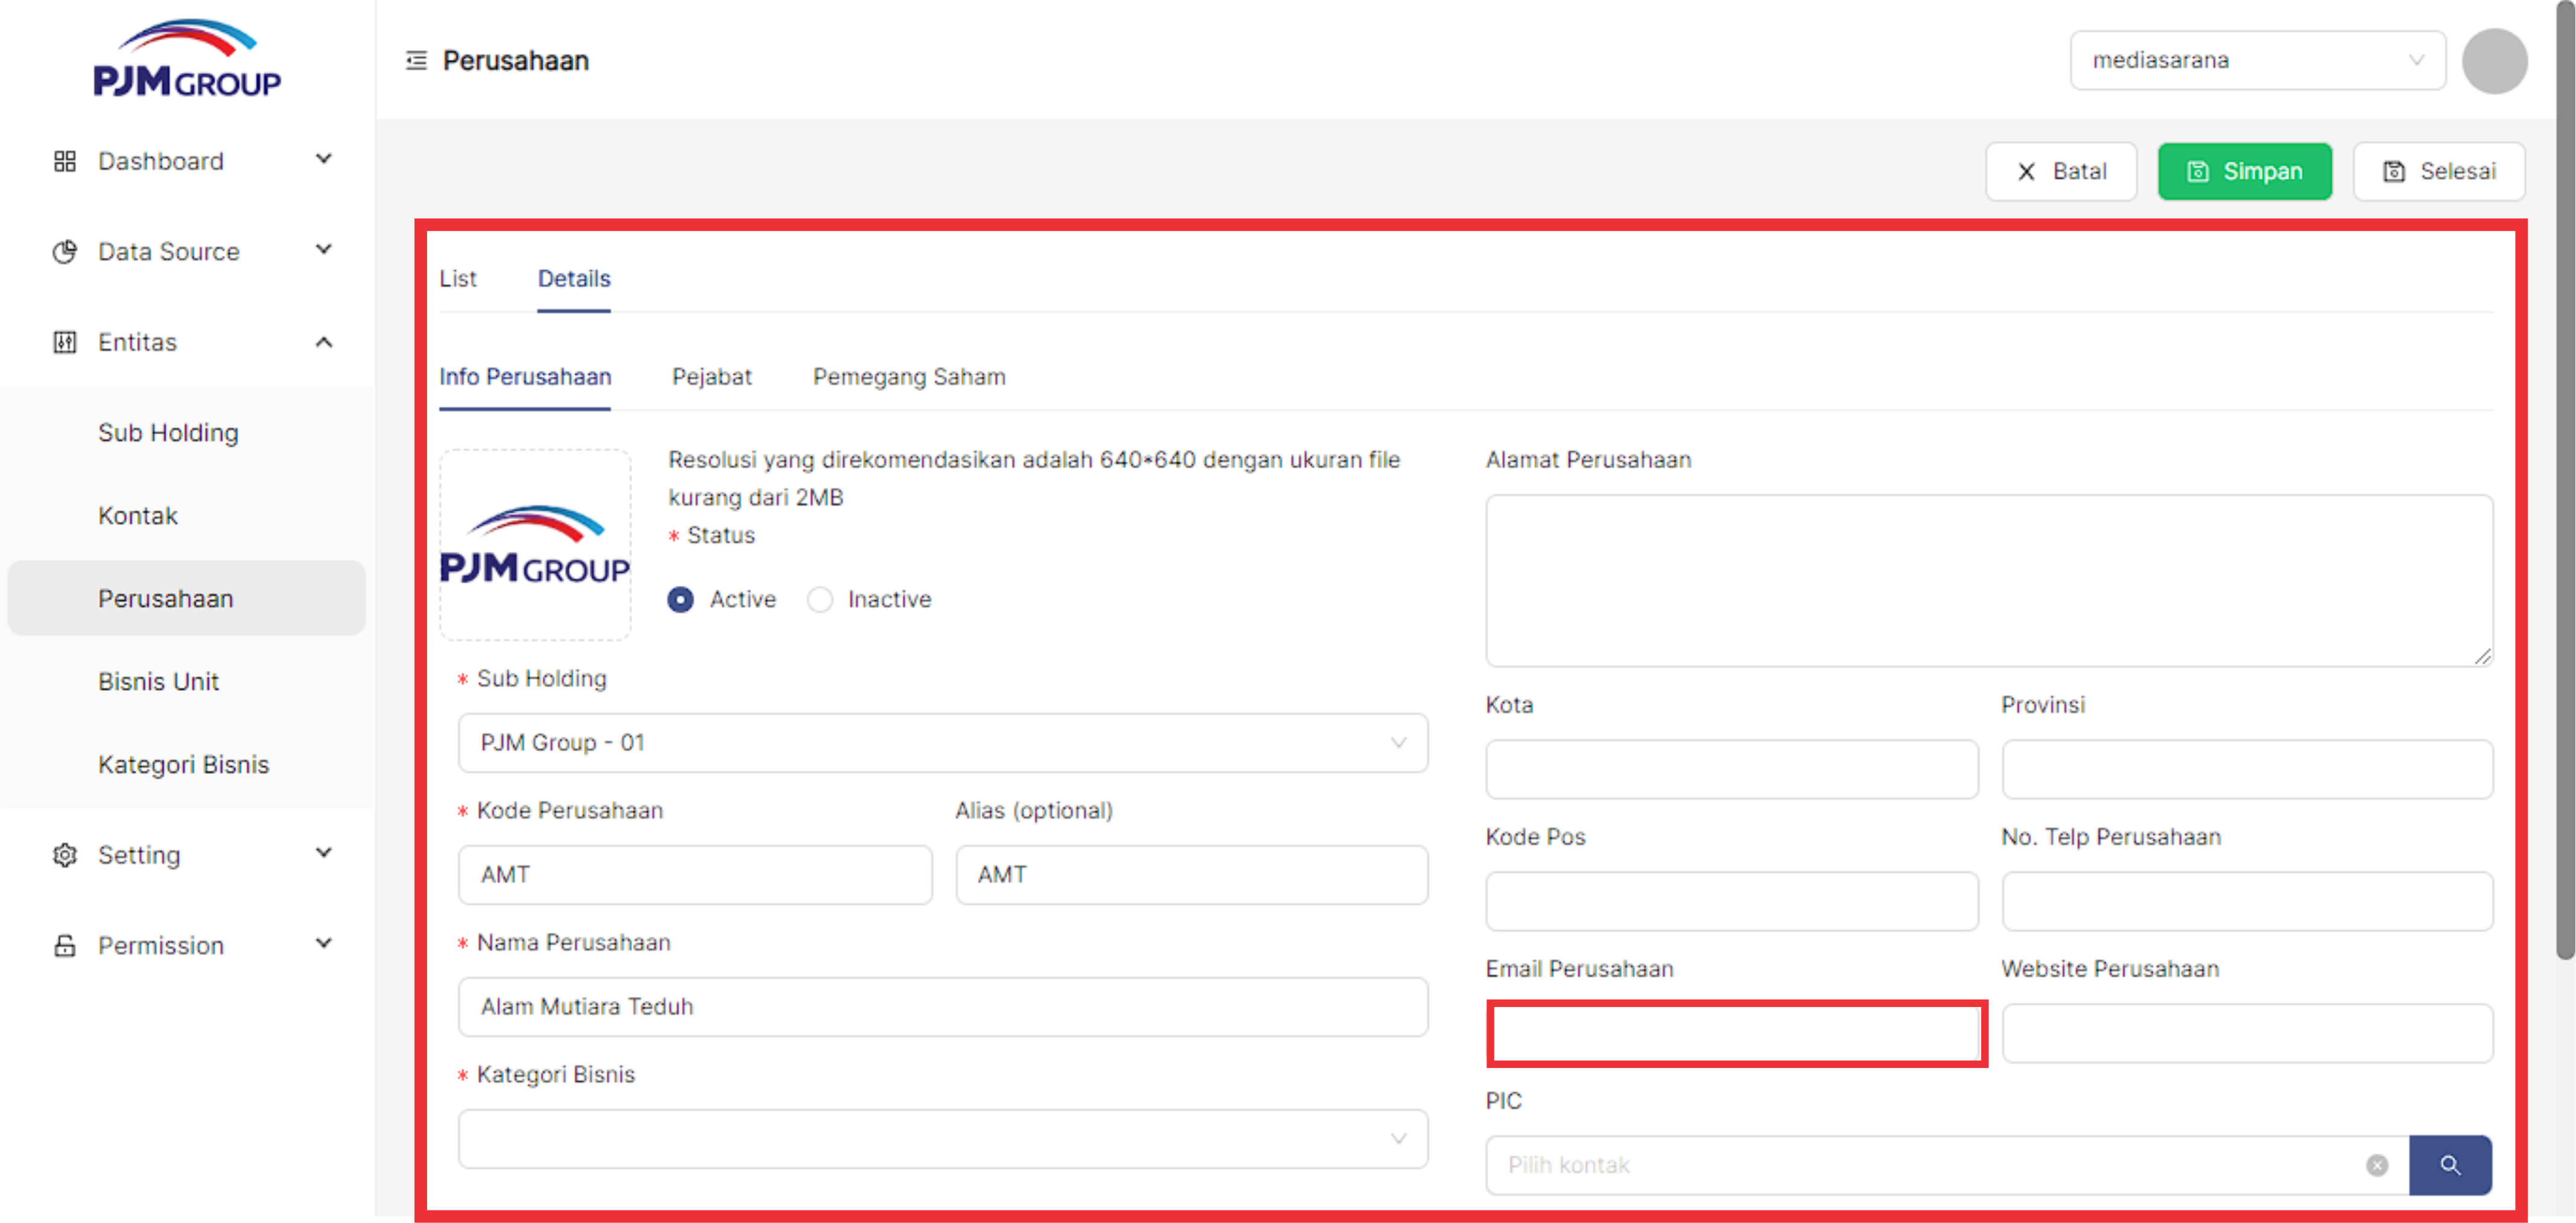 PJM GROUP
Perusahaan
mediasarana
Dashboard
Data Source
Entitas
Sub Holding
Kontak
Perusahaan
Bisnis Unit
Kategori Bisnis
Setting
Permission
Batal
Simpan
Selesai
List
Details
Info Perusahaan
Pejabat
Pemegang Saham
PJM GROUP
Resolusi yang direkomendasikan adalah 640*640 dengan ukuran file
kurang dari 2MB
* Status
Active
Inactive
* Sub Holding
PJM Group - 01
* Kode Perusahaan
Alias (optional)
AMT
AMT
* Nama Perusahaan
Alam Mutiara Teduh
* Kategori Bisnis
Alamat Perusahaan
Kota
Provinsi
Kode Pos
No. Telp Perusahaan
Email Perusahaan
Website Perusahaan
PIC
Pilih kontak